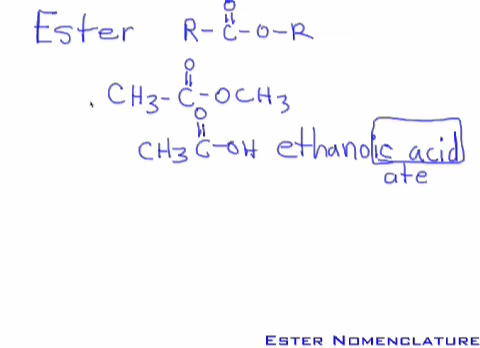 Ester R-C-O-R
O
CH3-C-OCH3
O
O
CH3C-OH ethanoic acid
ate
ESTER NOMENCLATURE